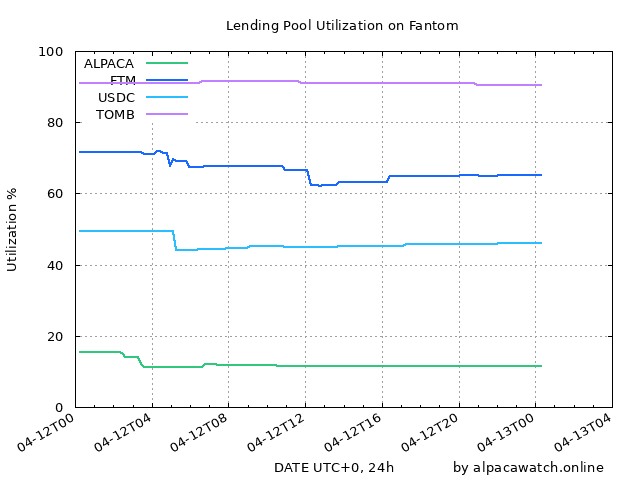 Lending Pool Utilization on Fantom
100
80
60
40
20
0
Utilization %
ALPACA
FTM
USDC
TOMB
04-12T00
04-12T04
04-12T08
04-12T12
04-12T16
04-12T20
04-13T00
04-13T04
DATE UTC+0, 24h
by alpacawatch.online